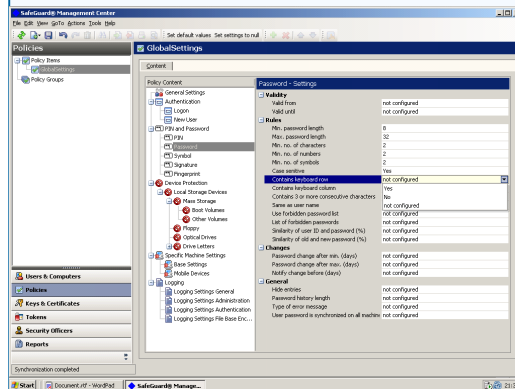 SafeGuard® Management Center
File Edit View GoTo Actions Tools Help
Set default values Set settings to null
Policies
GlobalSettings
Policy Items
GlobalSettings
Policy Groups
Content
Policy Content
General Settings
Authentication
Logon
New User
PIN and Password
PIN
Password
Symbol
Signature
Fingerprint
Device Protection
Local Storage Devices
Mass Storage
Boot Volumes
Other Volumes
Floppy
Optical Drives
Drive Letters
Specific Machine Settings
Base Settings
Mobile Devices
Logging
Logging Settings General
Logging Settings Administration
Logging Settings Authentication
Logging Settings File Base Enc...
Password - Settings
Validity
Valid from not configured
Valid until not configured
Rules
Min. password length 6
Max. password length 32
Min. no. of characters 2
Min. no. of numbers 2
Min. no. of symbols 2
Case senitive Yes
Contains keyboard row not configured
Contains keyboard column Yes
Contains 3 or more consecutive characters No
Same as user name not configured
Use forbidden password list not configured
List of forbidden passwords not configured
Similarity of user ID and password (%) not configured
Similarity of old and new password (%) not configured
Changes
Password change after min. (days) not configured
Password change after max. (days) not configured
Notify change before (days) not configured
General
Hide entries not configured
Password history length not configured
Type of error message not configured
User password is synchronized on all machine not configured
Users & Computers
Policies
Keys & Certificates
Tokens
Security Officers
Reports
Synchronization completed
Start Document.rtf - WordPad SafeGuard® Manage...